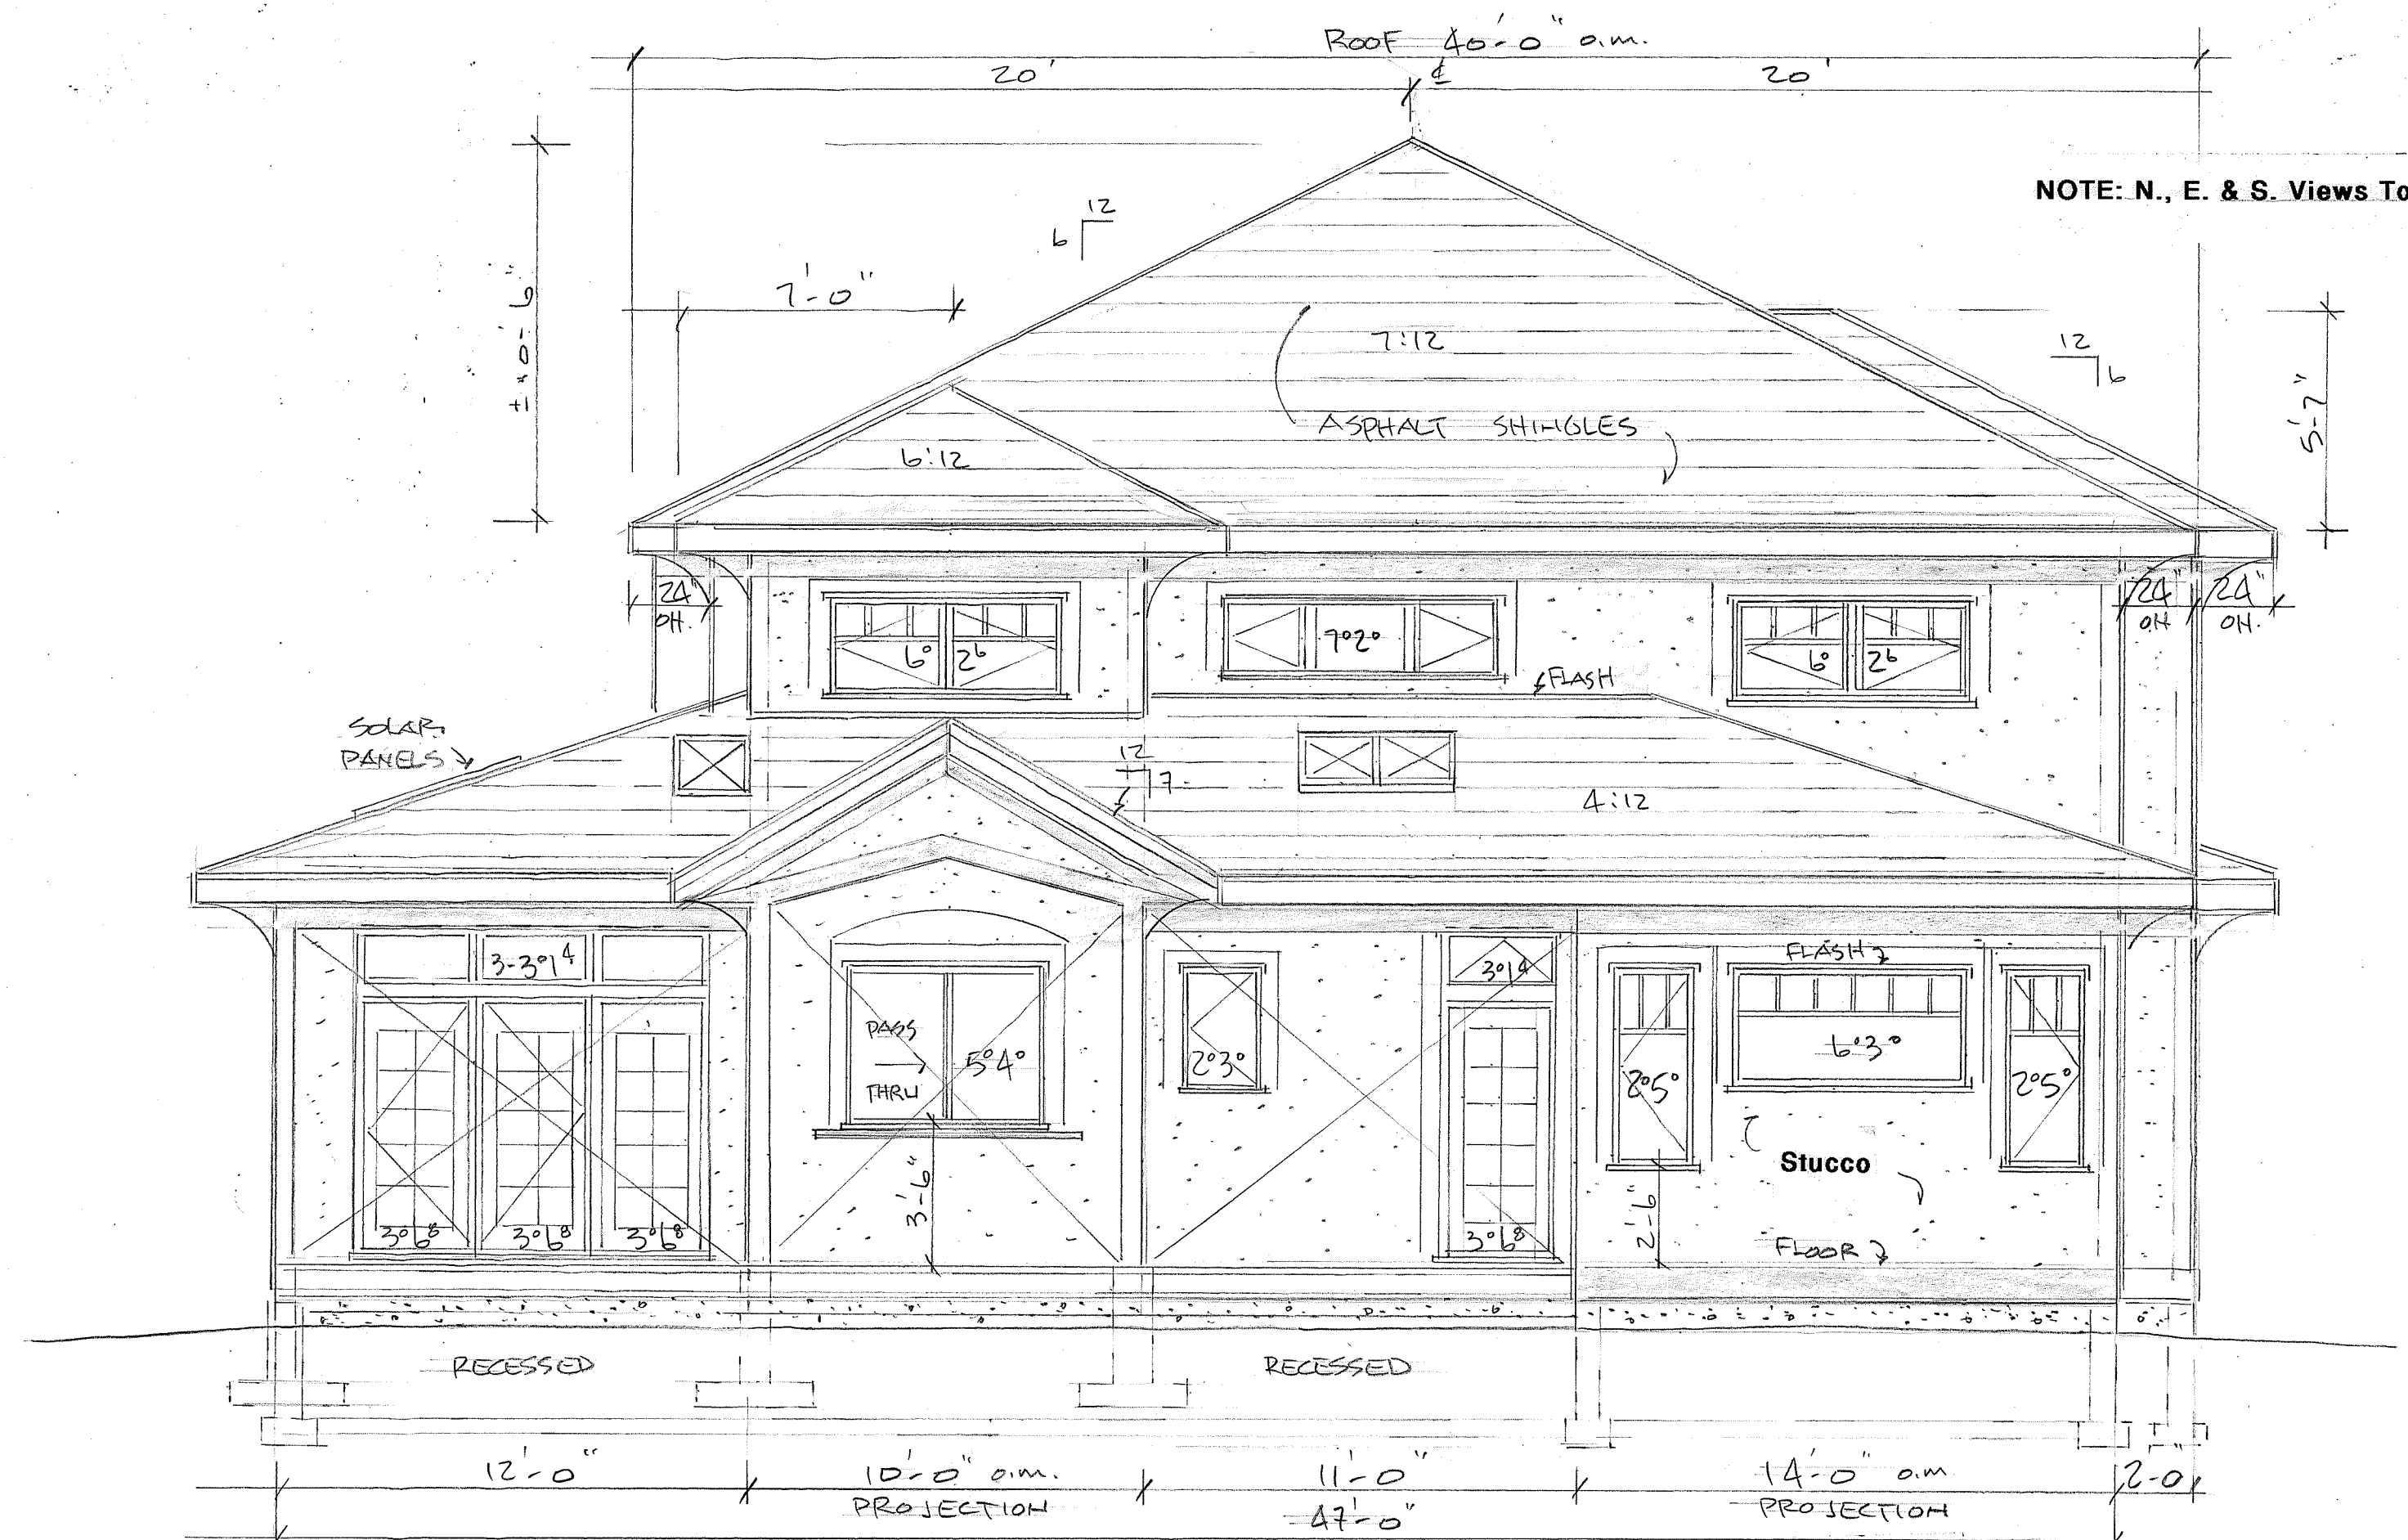 ROOF 40'-0" o.m.
20' ℄ 20'
NOTE: N., E. & S. Views To
12
6
7'-0"
±10'-6"
7:12
12
6
5'-7"
ASPHALT SHINGLES
6:12
24"
OH.
6⁰ 2⁶
7⁰2⁰
6⁰ 2⁶
24"
OH
24"
OH.
FLASH
SOLAR
PANELS
12
7
4:12
3-3⁰1⁴
3⁰1⁴
FLASH
PASS
→
THRU
5⁰4⁰
2⁰3⁰
2⁰5⁰
6⁰3⁰
2⁰5⁰
Stucco
3'-6"
2'-6"
3⁰6⁸ 3⁰6⁸ 3⁰6⁸
3⁰6⁸
FLOOR
RECESSED RECESSED
12'-0" 10'-0" o.m. 11'-0" 14'-0" o.m 2-0
PROJECTION PROJECTION
47'-0"